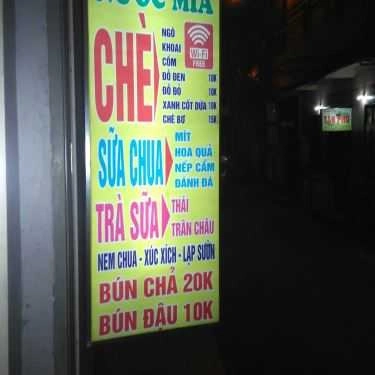 NƯỚC MÍA
CHÈ
NGÔ
KHOAI
CỐM
ĐỖ ĐEN 10K
ĐỖ ĐỎ 10K
XANH CỐT DỪA 10K
CHÈ BƠ 15K
Wi-Fi
FREE
SỮA CHUA
MÍT
HOA QUẢ
NẾP CẨM
ĐÁNH ĐÁ
TRÀ SỮA
THÁI
TRÂN CHÂU
NEM CHUA - XÚC XÍCH - LẠP SƯỜN
BÚN CHẢ 20K
BÚN ĐẬU 10K